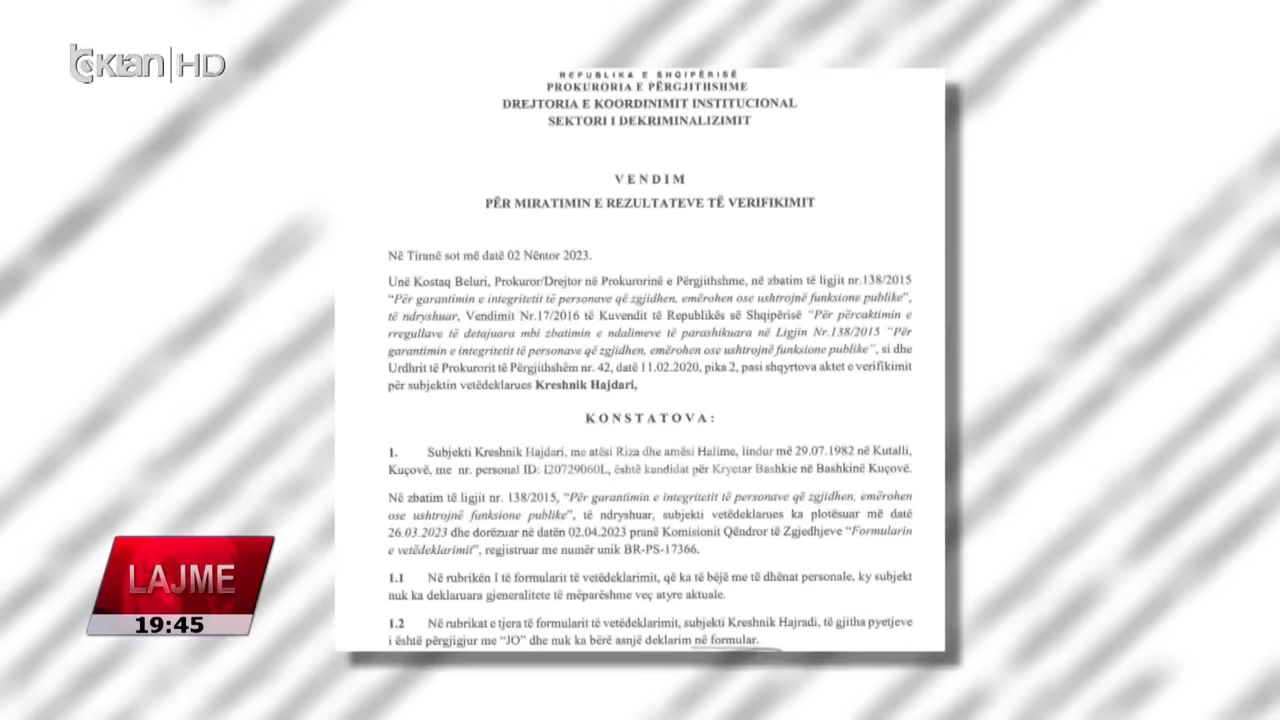 klan HD
REPUBLIKA E SHQIPËRISË
PROKURORIA E PËRGJITHSHME
DREJTORIA E KOORDINIMIT INSTITUCIONAL
SEKTORI I DEKRIMINALIZIMIT
VENDIM
PËR MIRATIMIN E REZULTATEVE TË VERIFIKIMIT
Në Tiranë sot më datë 02 Nëntor 2023.
Unë Kostaq Beluri, Prokuror/Drejtor në Prokurorinë e Përgjithshme, në zbatim të ligjit nr.138/2015
“Për garantimin e integritetit të personave që zgjidhen, emërohen ose ushtrojnë funksione publike”,
të ndryshuar, Vendimit Nr.17/2016 të Kuvendit të Republikës së Shqipërisë “Për përcaktimin e
rregullave të detajuara mbi zbatimin e ndalimeve të parashikuara në Ligjin Nr.138/2015 “Për
garantimin e integritetit të personave që zgjidhen, emërohen ose ushtrojnë funksione publike”, si dhe
Urdhrit të Prokurorit të Përgjithshëm nr. 42, datë 11.02.2020, pika 2, pasi shqyrtova aktet e verifikimit
për subjektin vetëdeklarues Kreshnik Hajdari,
KONSTATOVA:
1. Subjekti Kreshnik Hajdari, me atësi Riza dhe amësi Halime, lindur më 29.07.1982 në Kutalli,
Kuçovë, me nr. personal ID: I20729060L, është kandidat për Kryetar Bashkie në Bashkinë Kuçovë.
Në zbatim të ligjit nr. 138/2015, “Për garantimin e integritetit të personave që zgjidhen, emërohen
ose ushtrojnë funksione publike”, të ndryshuar, subjekti vetëdeklarues ka plotësuar më datë
26.03.2023 dhe dorëzuar në datën 02.04.2023 pranë Komisionit Qëndror të Zgjedhjeve “Formularin
e vetëdeklarimit”, regjistruar me numër unik BR-PS-17366.
1.1 Në rubrikën I të formularit të vetëdeklarimit, që ka të bëjë me të dhënat personale, ky subjekt
nuk ka deklaruara gjeneralitete të mëparëshme veç atyre aktuale.
1.2 Në rubrikat e tjera të formularit të vetëdeklarimit, subjekti Kreshnik Hajradi, të gjitha pyetjeve
i është përgjigjur me “JO” dhe nuk ka bërë asnjë deklarim në formular.
LAJME
19:45